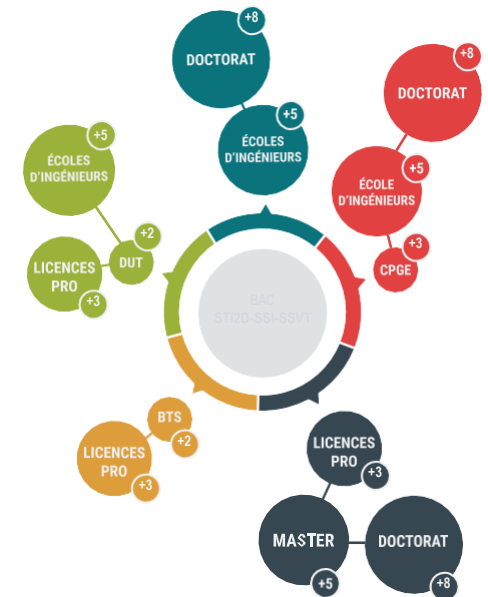 +8
DOCTORAT
+5
ÉCOLES
D'INGÉNIEURS
+8
DOCTORAT
+5
ÉCOLE
D'INGÉNIEURS
+3
CPGE
+5
ÉCOLES
D'INGÉNIEURS
+2
DUT
LICENCES
PRO
+3
BAC
STI2D-SSI-SSVT
BTS
+2
LICENCES
PRO
+3
LICENCES
PRO
+3
MASTER
+5
DOCTORAT
+8